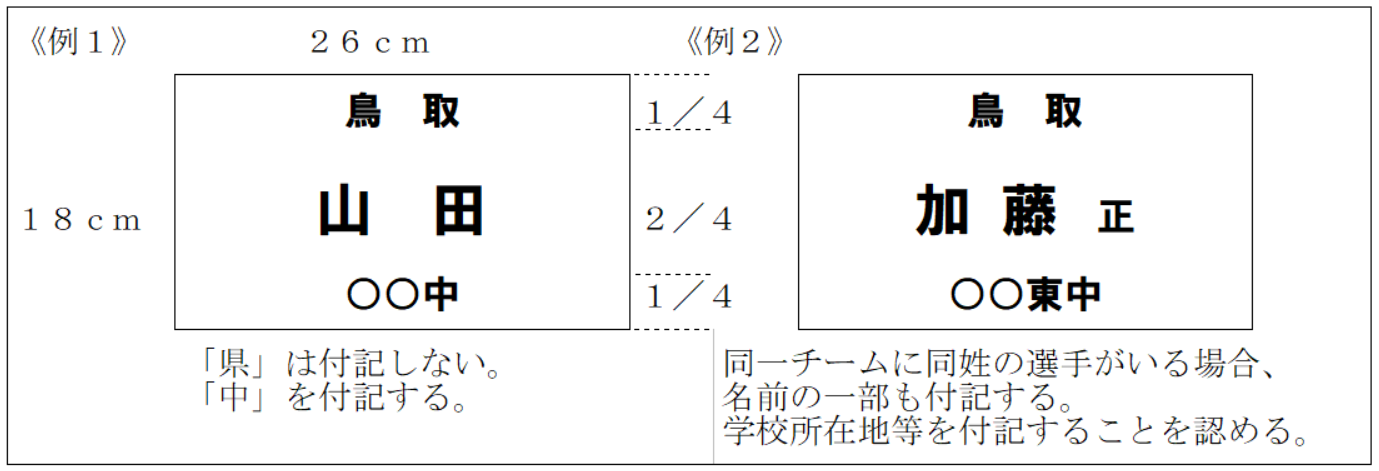 《例１》
２６ｃｍ
《例２》
鳥　取
１／４
鳥　取
１８ｃｍ
山　田
２／４
加　藤　正
〇〇中
１／４
〇〇東中
「県」は付記しない。
「中」を付記する。
同一チームに同姓の選手がいる場合、
名前の一部も付記する。
学校所在地等を付記することを認める。